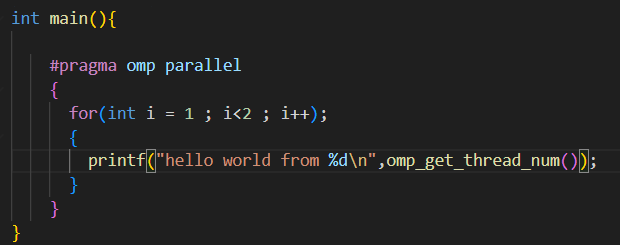 int main(){
#pragma omp parallel
{
for(int i = 1 ; i<2 ; i++);
{
printf("hello world from %d\n",omp_get_thread_num());
}
}
}